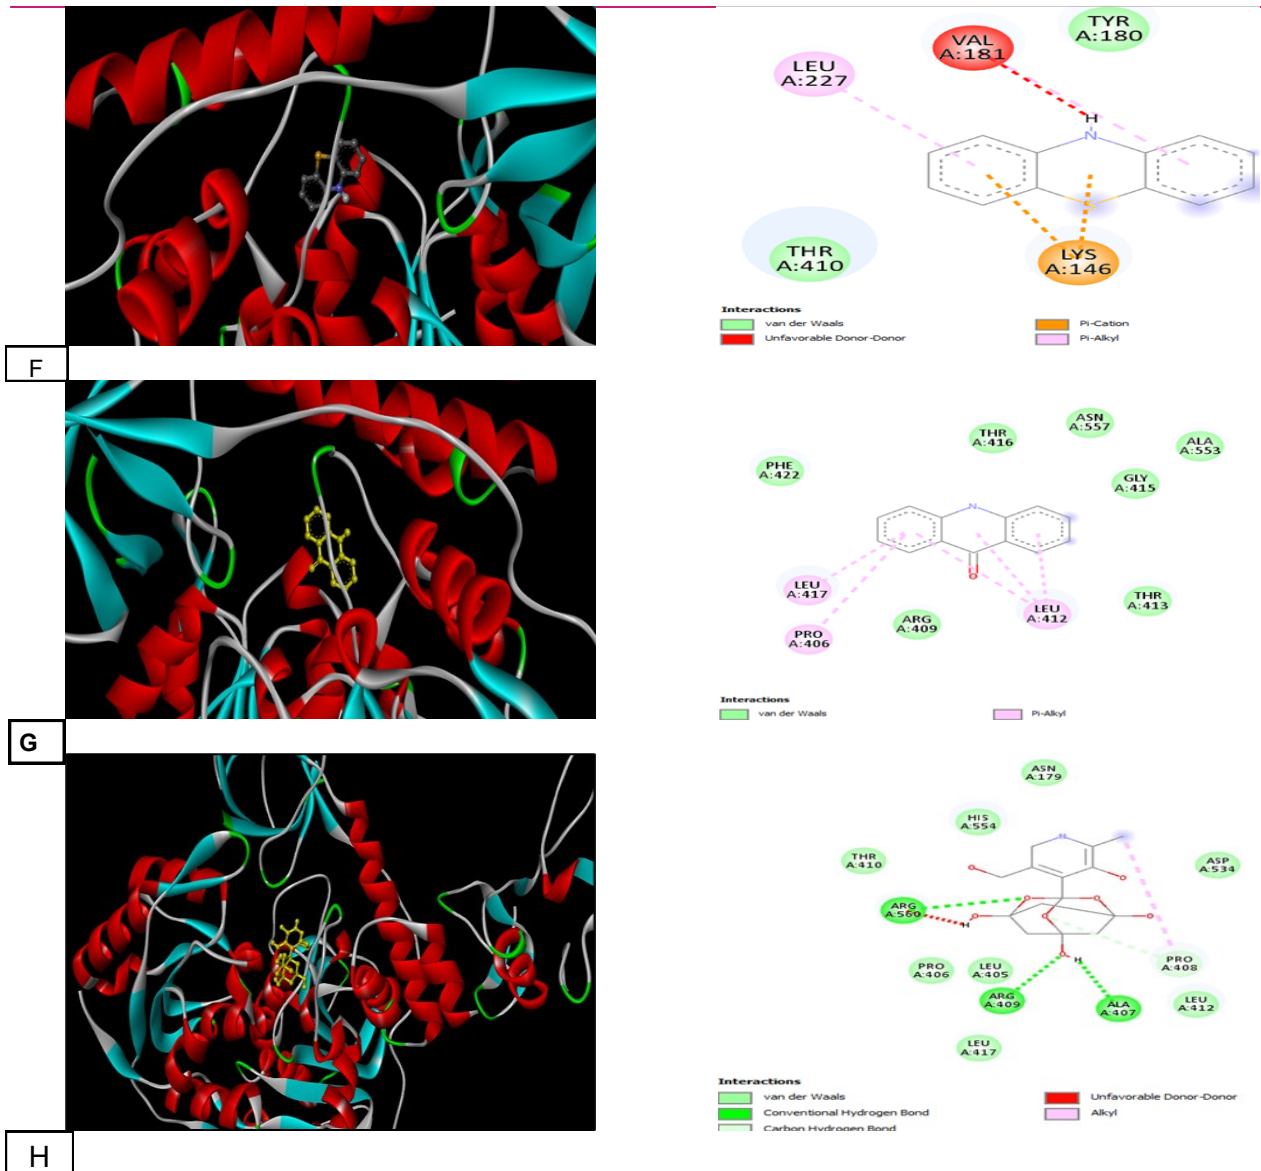 VAL
A:181
TYR
A:180
LEU
A:227
H
N
THR
A:410
LYS
A:146
Interactions
van der Waals
Pi-Cation
Unfavorable Donor-Donor
Pi-Alkyl
F
THR
A:416
ASN
A:557
ALA
A:553
PHE
A:422
GLY
A:415
N
O
LEU
A:417
ARG
A:409
LEU
A:412
THR
A:413
PRO
A:406
Interactions
van der Waals
Pi-Alkyl
G
ASN
A:179
HIS
A:554
N
THR
A:410
ASP
A:534
O
O
ARG
A:560
O
O
O
O
H
O
PRO
A:406
LEU
A:405
O
H
PRO
A:408
ARG
A:409
ALA
A:407
LEU
A:412
LEU
A:417
Interactions
van der Waals
Unfavorable Donor-Donor
Conventional Hydrogen Bond
Alkyl
Carbon Hydrogen Bond
H